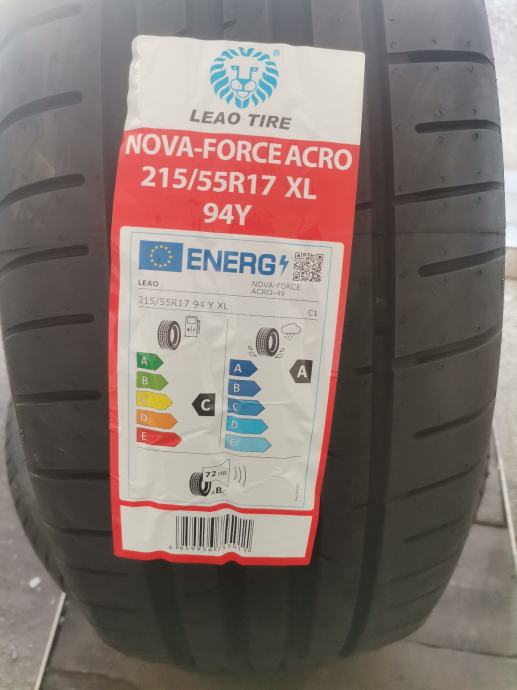 LEAO TIRE
NOVA-FORCE ACRO
215/55R17 XL
94Y
ENERG
LEAO
NOVA-FORCE
ACRO-49
215/55R17 94 Y XL
C1
A
B
C
D
E
C
A
B
C
D
E
A
72 dB
ABC